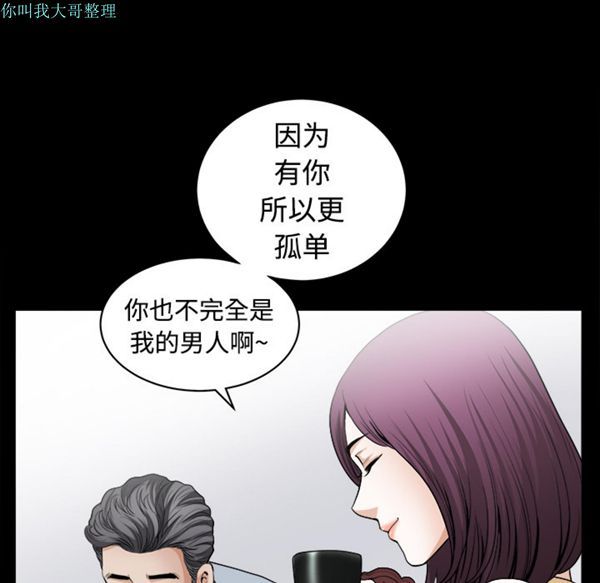 你叫我大哥整理
因为
有你
所以更
孤单
你也不完全是
我的男人啊~